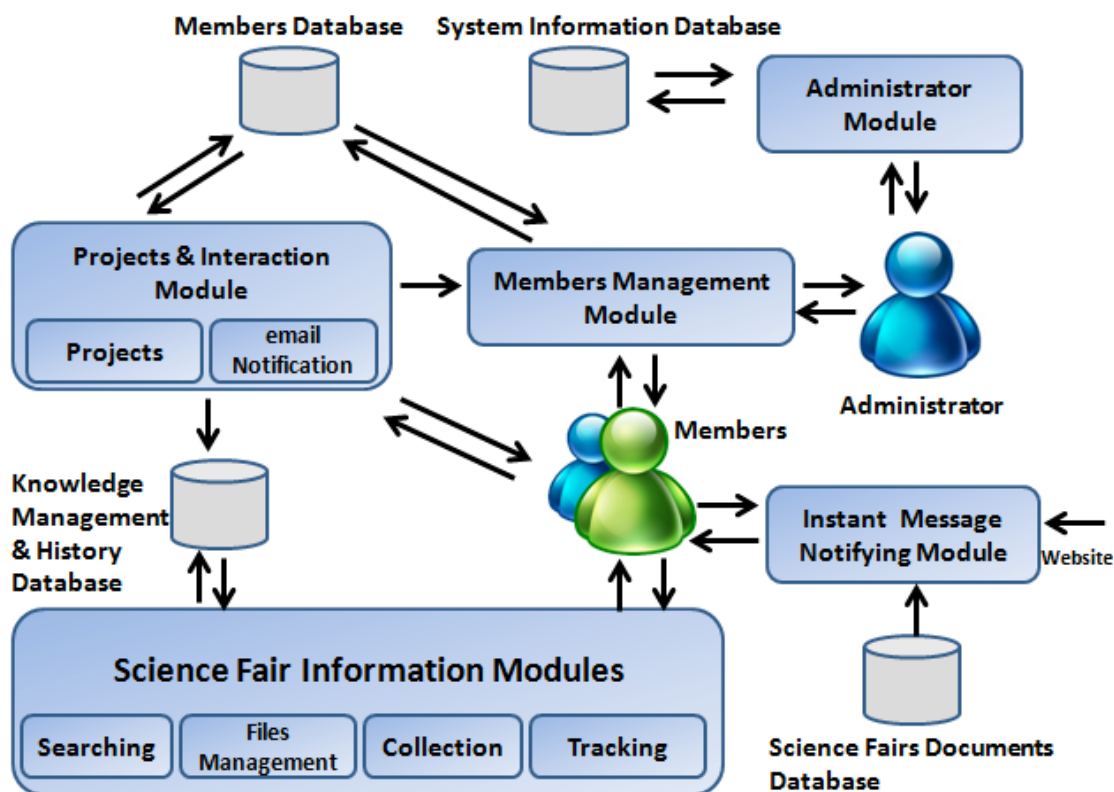 Members Database
System Information Database
Administrator
Module
Projects & Interaction
Module
Projects
email
Notification
Members Management
Module
Administrator
Members
Knowledge
Management
& History
Database
Instant Message
Notifying Module
Website
Science Fair Information Modules
Searching
Files
Management
Collection
Tracking
Science Fairs Documents
Database